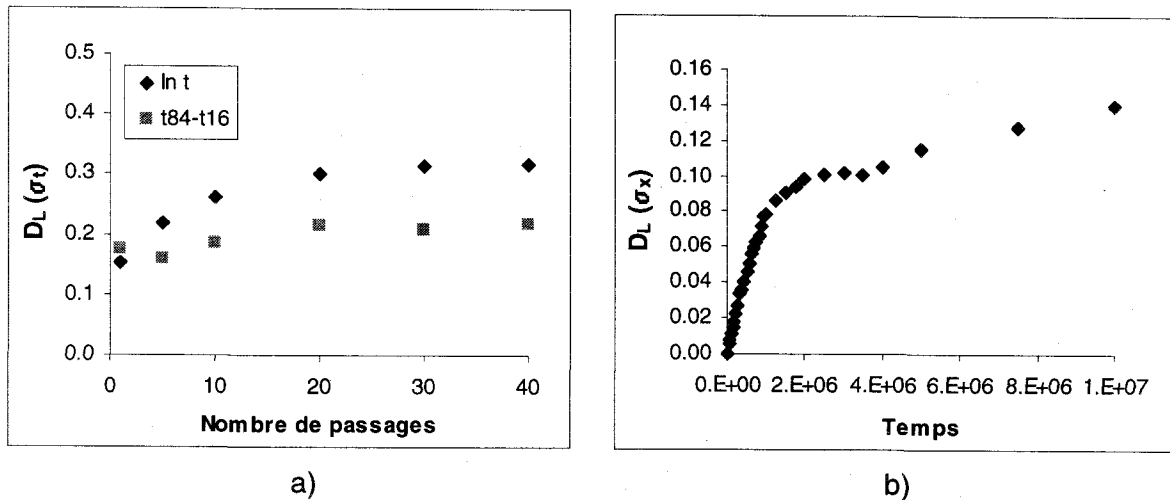 0.5
0.4
0.3
0.2
0.1
0.0
D_L (σt)
ln t
t84-t16
0 10 20 30 40
Nombre de passages
a)
0.16
0.14
0.12
0.10
0.08
0.06
0.04
0.02
0.00
D_L (σx)
0.E+00 2.E+06 4.E+06 6.E+06 8.E+06 1.E+07
Temps
b)